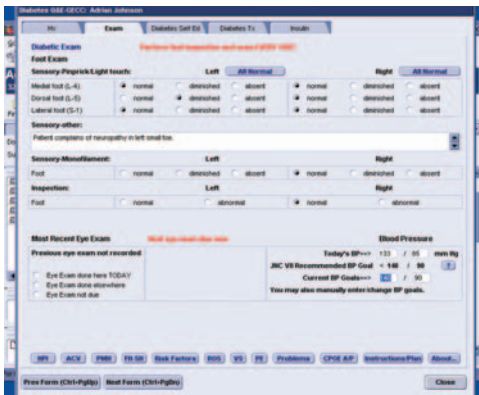 Diabetes G&E-GECC: Adrian Johnson
Hx Exam Diabetes Self Ed Diabetes Tx Insulin
Diabetic Exam
Foot Exam
Sensory-Pinprick/Light touch: Left All Normal Right All Normal
Medial foot (L-4) normal diminished absent normal diminished absent
Dorsal foot (L-5) normal diminished absent normal diminished absent
Lateral foot (S-1) normal diminished absent normal diminished absent
Sensory-other:
Patient complains of neuropathy in left small toe.
Sensory-Monofilament: Left Right
Foot normal diminished absent normal diminished absent
Inspection: Left Right
Foot normal abnormal normal abnormal
Most Recent Eye Exam Blood Pressure
Previous eye exam not recorded Today's BP==> 133 / 85 mm Hg
JNC VII Recommended BP Goal < 140 / 90 ?
Current BP Goals==> 140 / 90
Eye Exam done here TODAY
You may also manually enter/change BP goals.
Eye Exam done elsewhere
Eye Exam not due
HPI ACV PMH FH-SH Risk Factors ROS VS PE Problems CPOE A/P Instructions/Plan About...
Prev Form (Ctrl+PgUp) Next Form (Ctrl+PgDn) Close